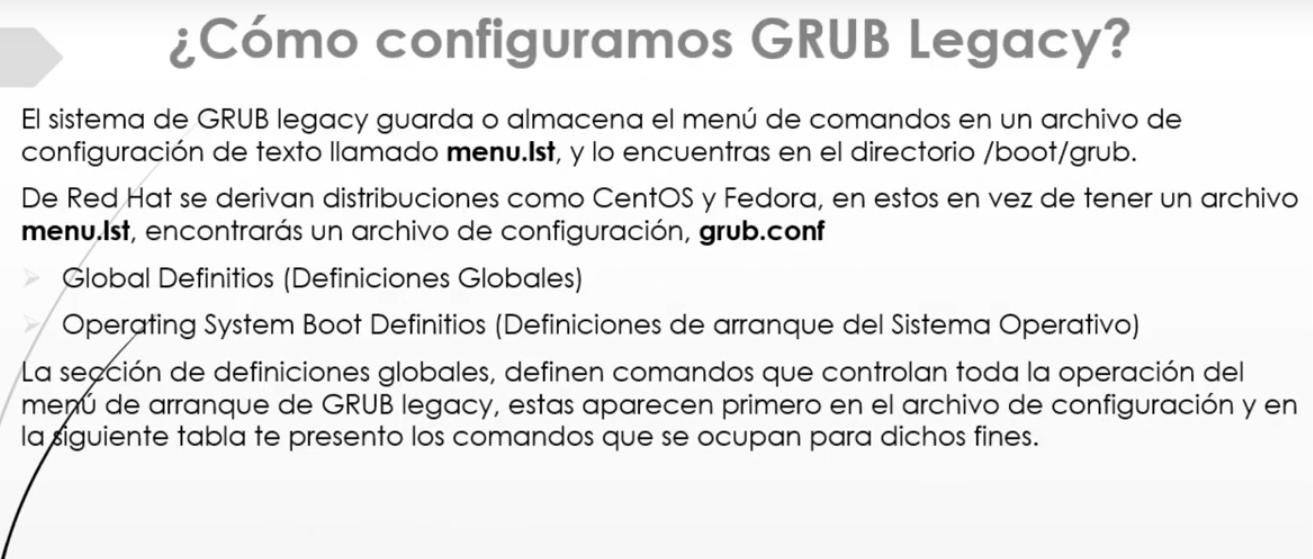 ¿Cómo configuramos GRUB Legacy?
El sistema de GRUB legacy guarda o almacena el menú de comandos en un archivo de
configuración de texto llamado menu.lst, y lo encuentras en el directorio /boot/grub.
De Red Hat se derivan distribuciones como CentOS y Fedora, en estos en vez de tener un archivo
menu.lst, encontrarás un archivo de configuración, grub.conf
Global Definitios (Definiciones Globales)
Operating System Boot Definitios (Definiciones de arranque del Sistema Operativo)
La sección de definiciones globales, definen comandos que controlan toda la operación del
menú de arranque de GRUB legacy, estas aparecen primero en el archivo de configuración y en
la siguiente tabla te presento los comandos que se ocupan para dichos fines.